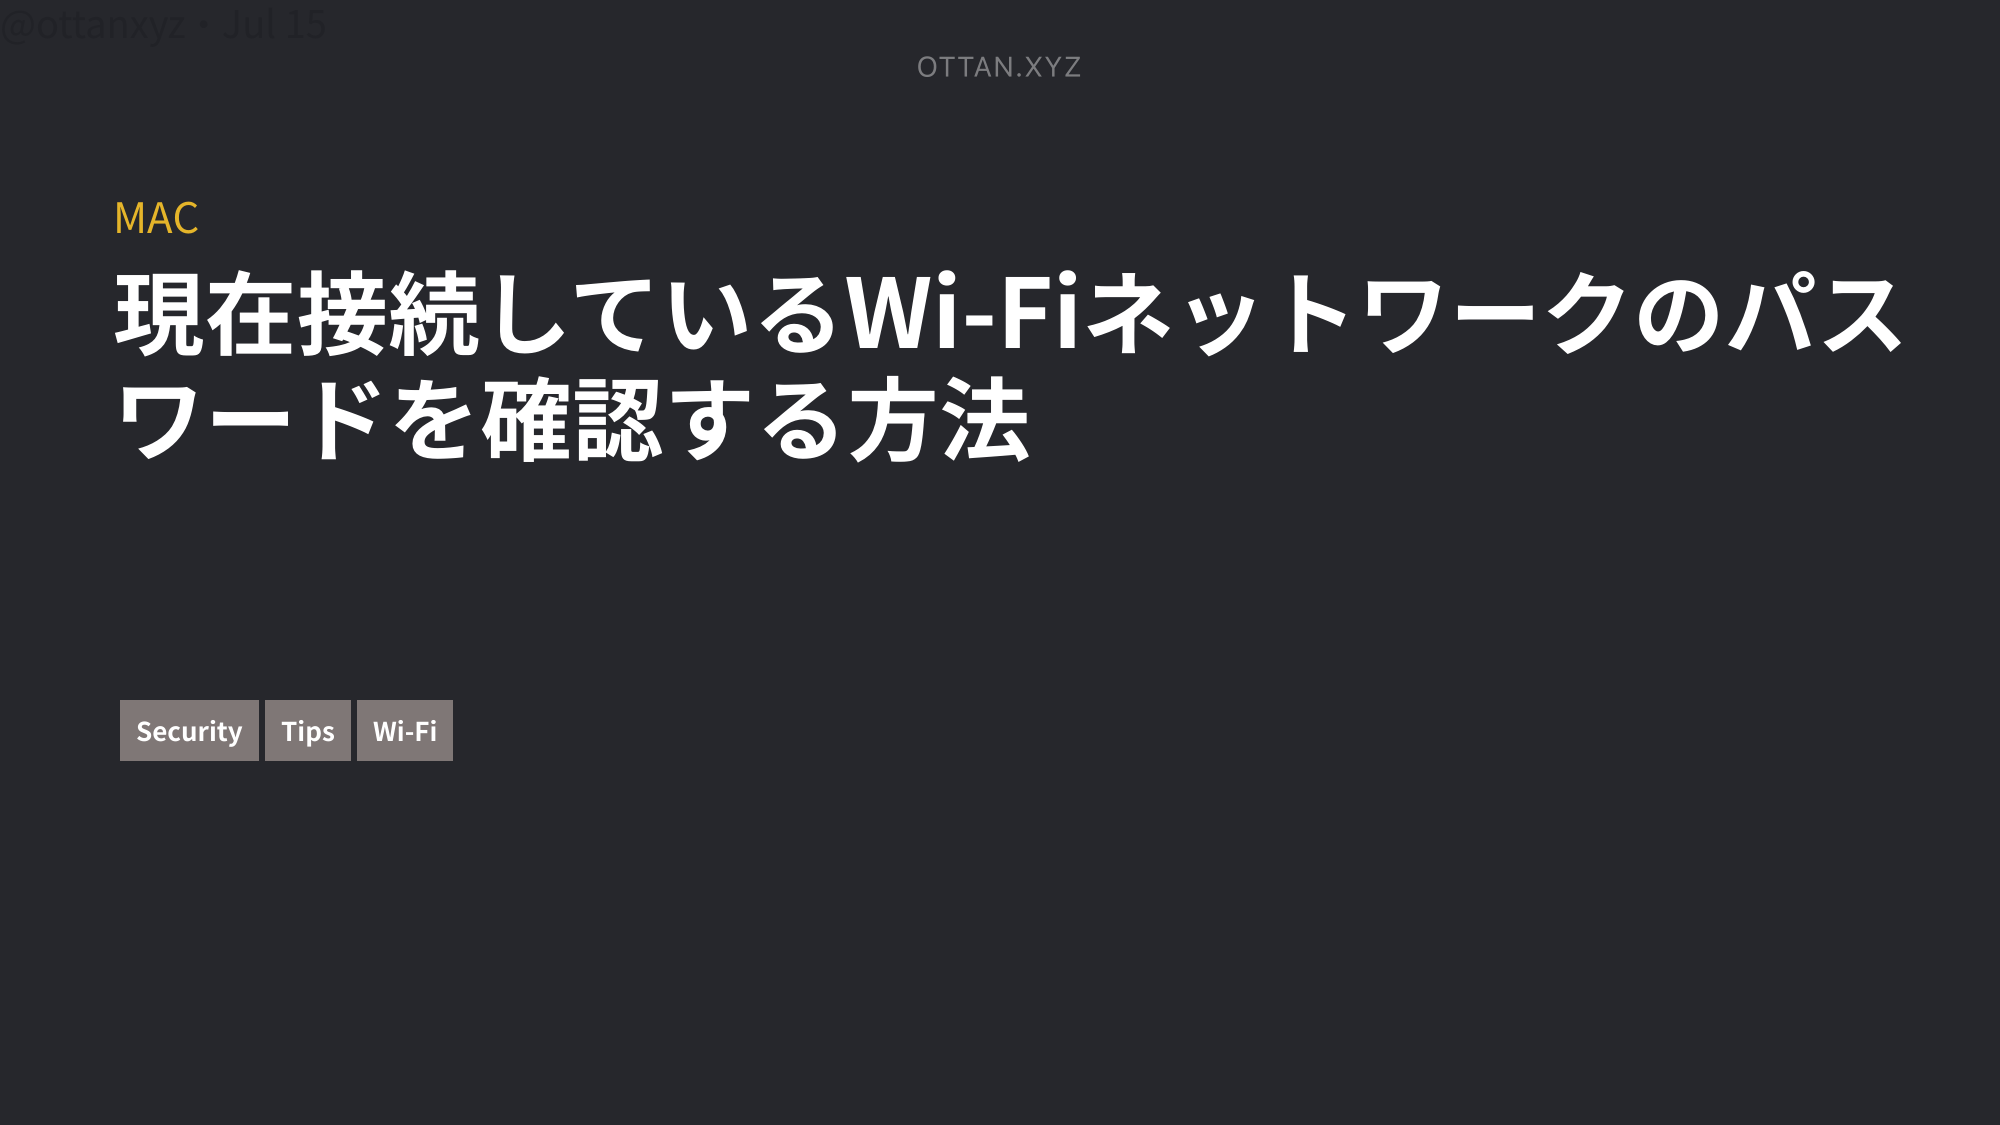 @ottanxyz・Jul 15
OTTAN.XYZ
MAC
現在接続しているWi-Fiネットワークのパス
ワードを確認する方法
Security Tips Wi-Fi